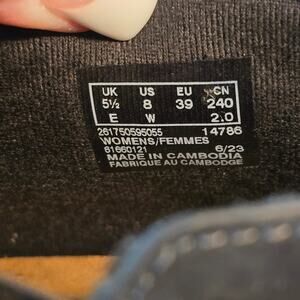 UK US EU CN
5½ 8 39 240
E W 2.0
261750595055 14786
WOMENS/FEMMES
61660121 6/23
MADE IN CAMBODIA
FABRIQUE AU CAMBODGE